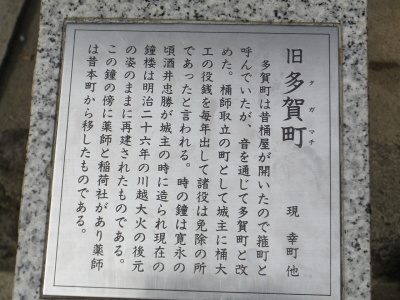 旧多賀町
タガマチ
現 幸町他
多賀町は昔桶屋が開いたので箍町と
呼んでいたが、音を通じて多賀町と改
めた。桶師取立の町として城主に桶大
工の役銭を毎年出して諸役は免除の所
であったと言われる。時の鐘は寛永の
頃酒井忠勝が城主の時に造られ現在の
鐘楼は明治二十六年の川越大火の後元
の姿のままに再建されたものである。
この鐘の傍に薬師と稲荷社があり薬師
は昔本町から移したものである。